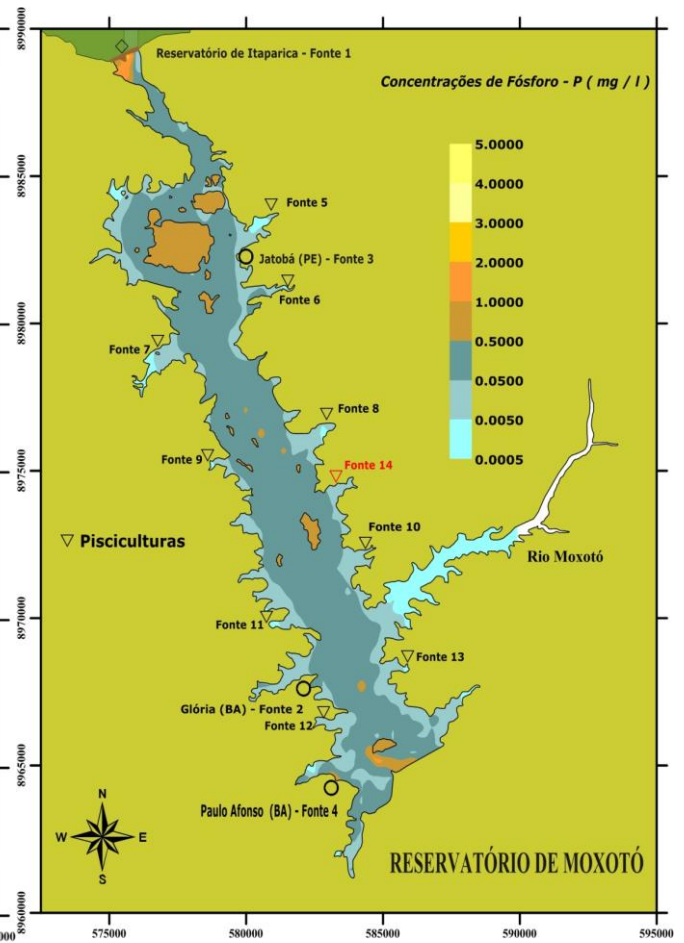 8990000
Reservatório de Itaparica - Fonte 1
Concentrações de Fósforo - P ( mg / l )
5.0000
4.0000
3.0000
2.0000
1.0000
0.5000
0.0500
0.0050
0.0005
8985000
Fonte 5
Jatobá (PE) - Fonte 3
Fonte 6
8980000
Fonte 7
Fonte 8
Fonte 9
Fonte 14
8975000
Fonte 10
Pisciculturas
Rio Moxotó
8970000
Fonte 11
Fonte 13
Glória (BA) - Fonte 2
Fonte 12
8965000
Paulo Afonso (BA) - Fonte 4
N
W
E
S
RESERVATÓRIO DE MOXOTÓ
8960000
000
575000
580000
585000
590000
595000